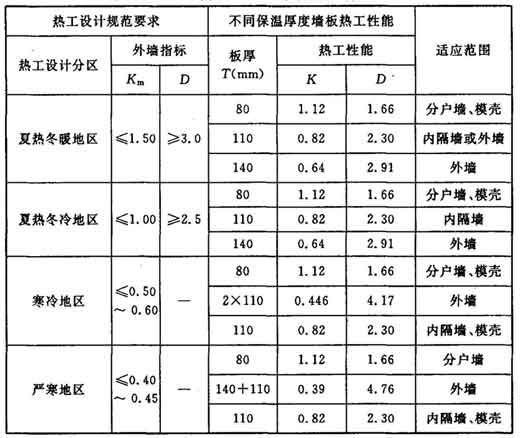 热工设计规范要求 不同保温厚度墙板热工性能 适应范围
热工设计分区 外墙指标 板厚 T(mm) 热工性能
Km D K D
夏热冬暖地区 ≤1.50 ≥3.0 80 1.12 1.66 分户墙、模壳
110 0.82 2.30 内隔墙或外墙
140 0.64 2.91 外墙
夏热冬冷地区 ≤1.00 ≥2.5 80 1.12 1.66 分户墙、模壳
110 0.82 2.30 内隔墙
140 0.64 2.91 外墙
寒冷地区 ≤0.50～0.60 — 80 1.12 1.66 分户墙、模壳
2×110 0.446 4.17 外墙
110 0.82 2.30 内隔墙、模壳
严寒地区 ≤0.40～0.45 — 80 1.12 1.66 分户墙
140+110 0.39 4.76 外墙
110 0.82 2.30 内隔墙、模壳